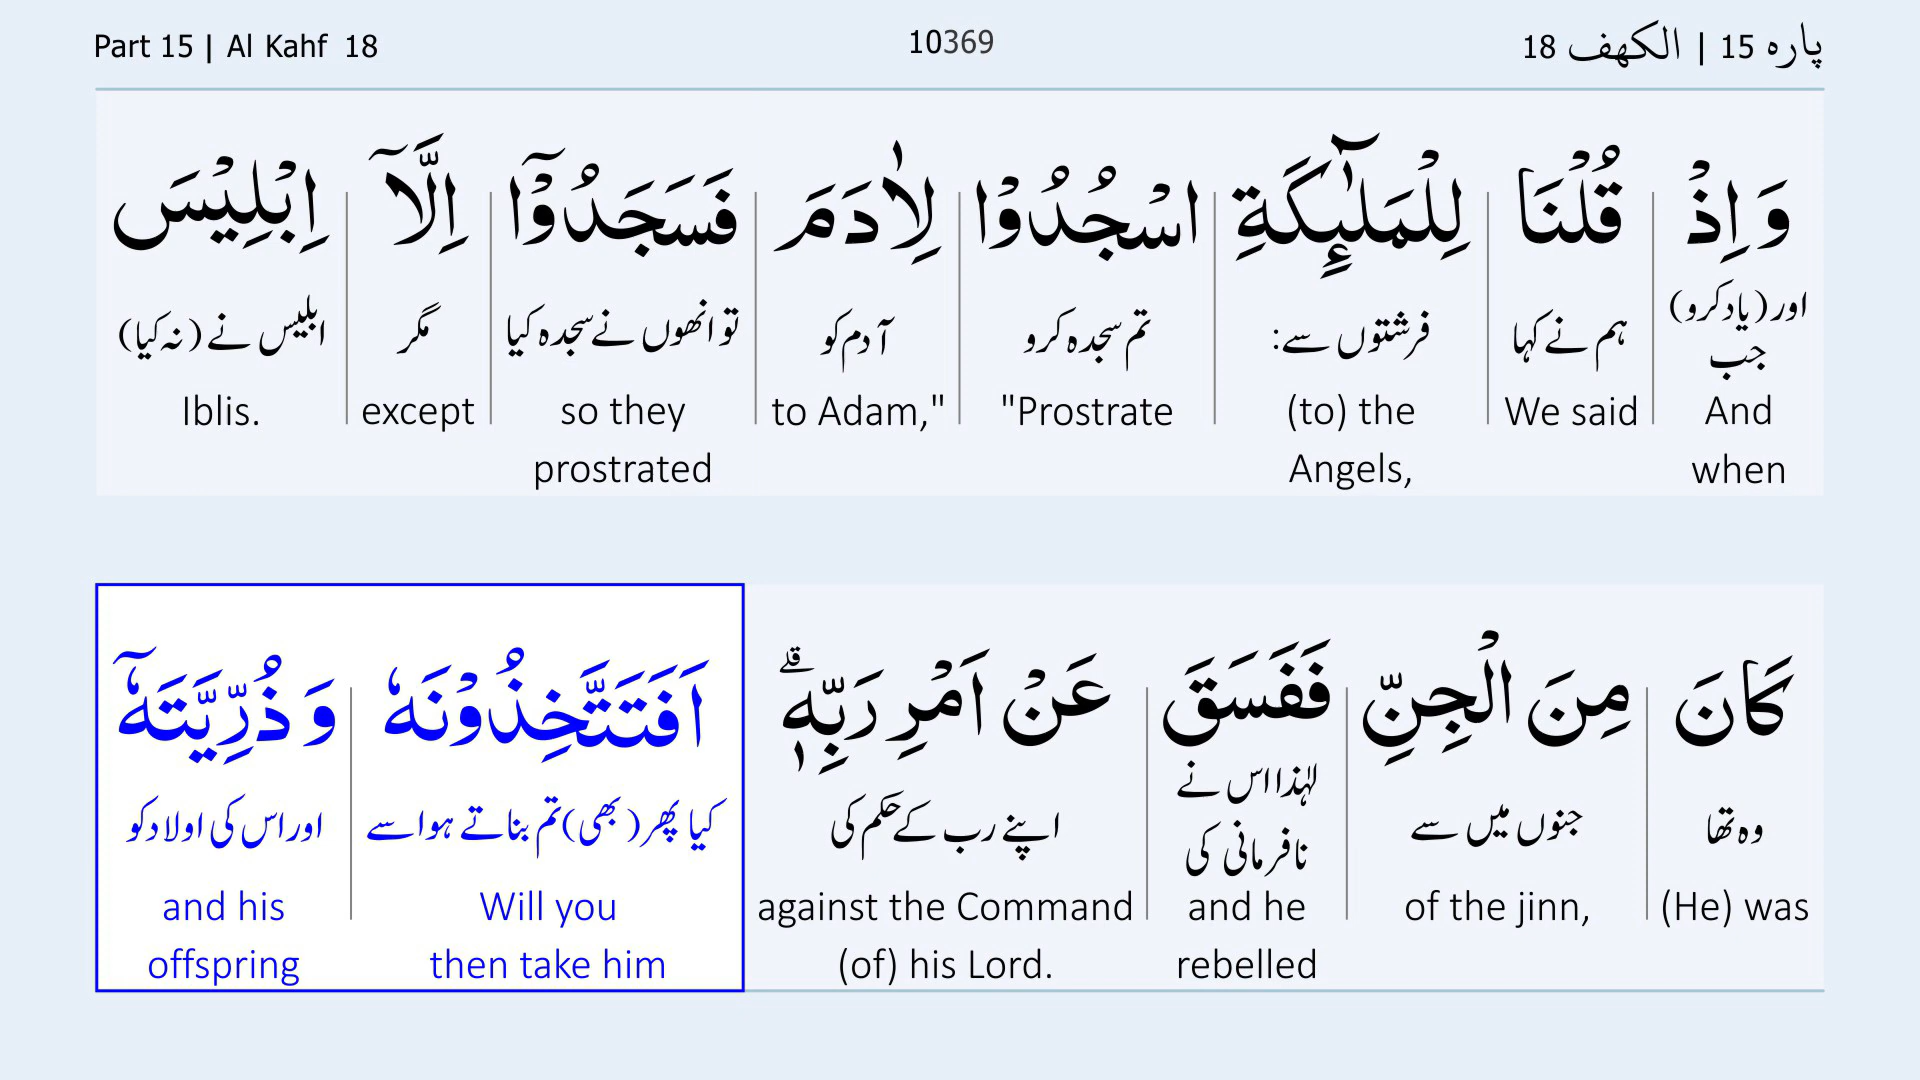 Part 15 | Al Kahf 18
10369
پارہ 15 | الکهف 18
وَ اِذْ قُلْنَا لِلْمَلٰٓىِٕكَةِ اسْجُدُوْا لِاٰدَمَ فَسَجَدُوْۤا اِلَّاۤ اِبْلِیْسَ
اور (یاد کرو) جب ہم نے کہا فرشتوں سے: تم سجدہ کرو آدم کو تو انھوں نے سجدہ کیا مگر ابلیس نے (نہ کیا)
And when We said (to) the Angels, "Prostrate to Adam," so they prostrated except Iblis.
كَانَ مِنَ الْجِنِّ فَفَسَقَ عَنْ اَمْرِ رَبِّهٖ ؕۗ اَفَتَتَّخِذُوْنَهٗ وَ ذُرِّیَّتَهٗۤ
وہ تھا جنوں میں سے لہٰذا اس نے نافرمانی کی اپنے رب کے حکم کی کیا پھر (بھی) تم بناتے ہو اسے اور اس کی اولاد کو
(He) was of the jinn, and he rebelled against the Command (of) his Lord. Will you then take him and his offspring